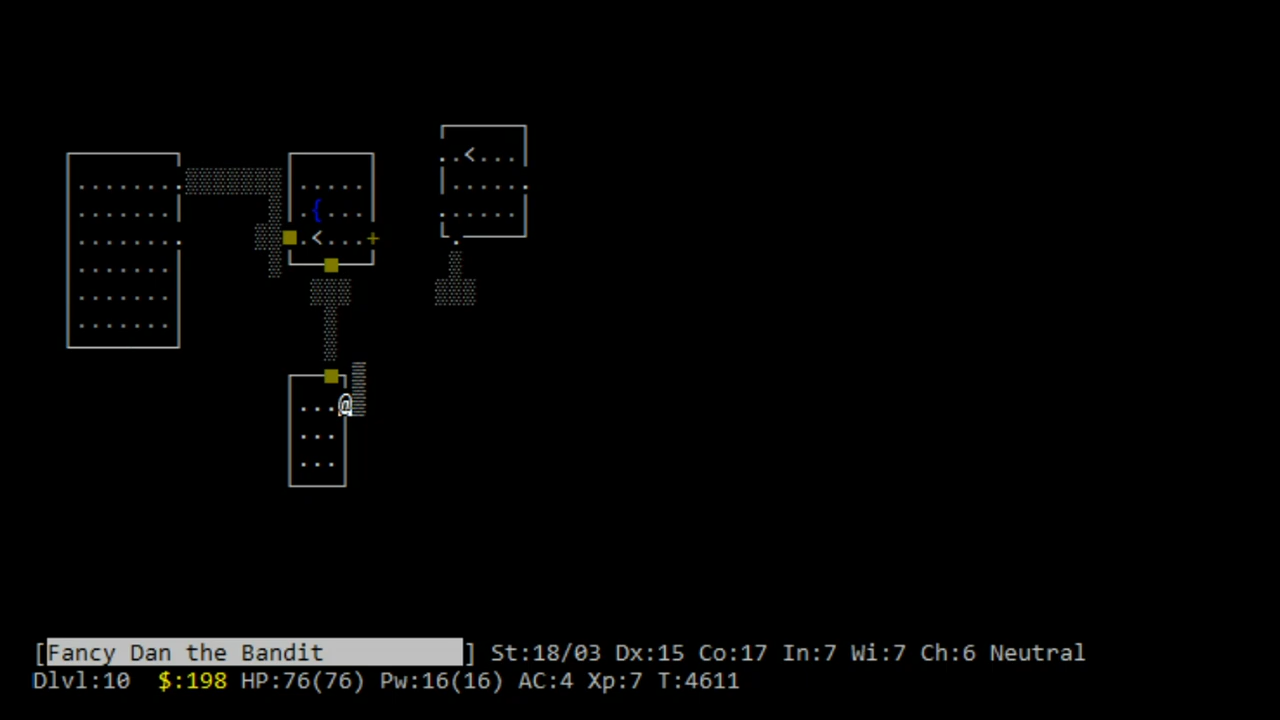 [Fancy Dan the Bandit ] St:18/03 Dx:15 Co:17 In:7 Wi:7 Ch:6 Neutral
Dlvl:10 $:198 HP:76(76) Pw:16(16) AC:4 Xp:7 T:4611